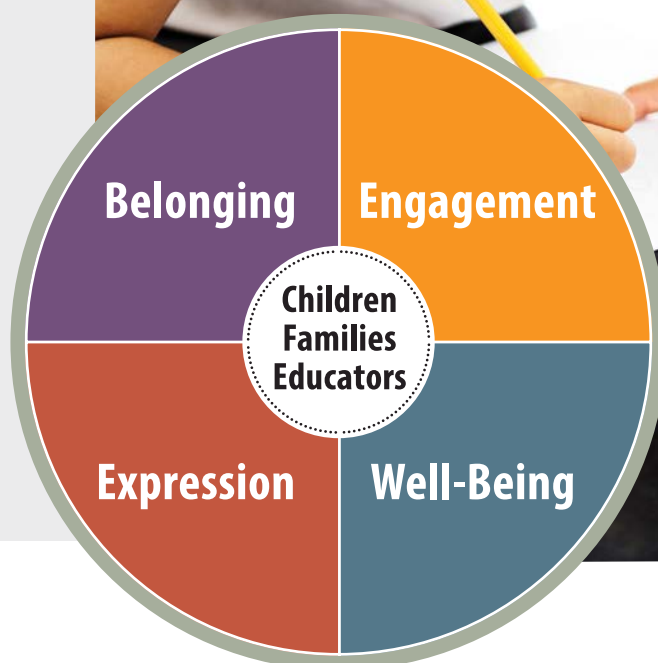 Belonging
Engagement
Children
Families
Educators
Expression
Well-Being